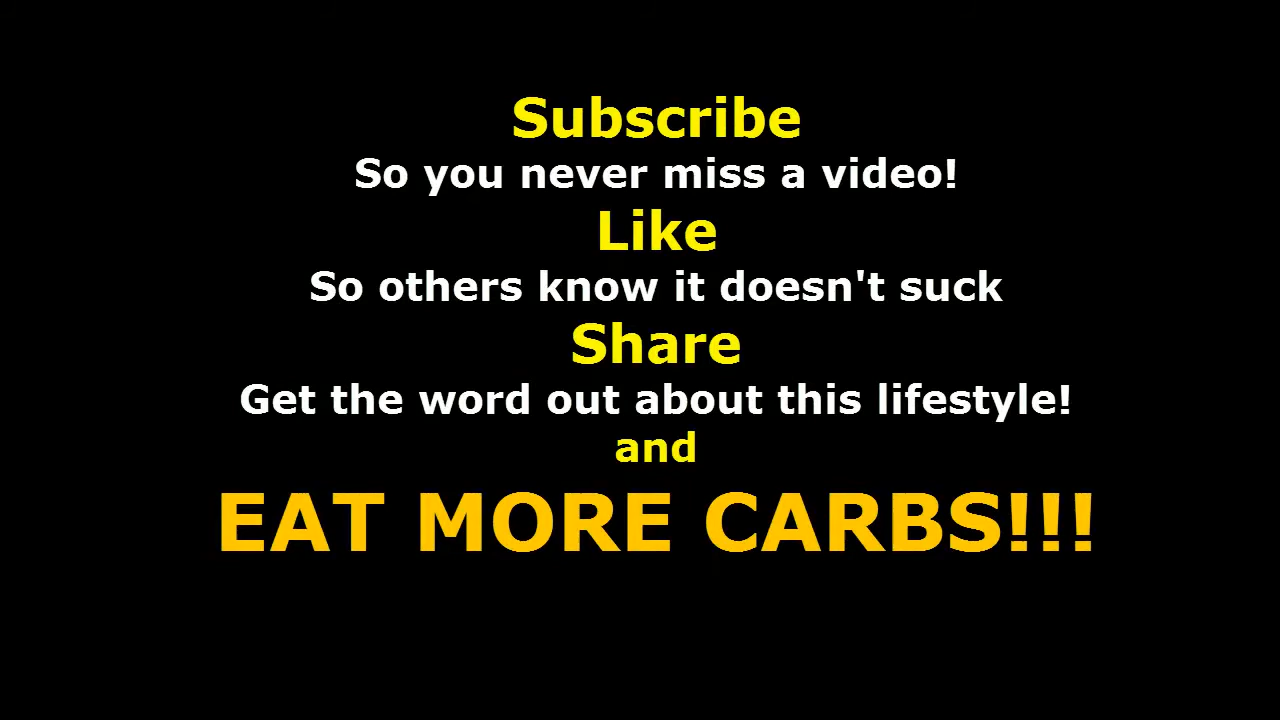 Subscribe
So you never miss a video!
Like
So others know it doesn't suck
Share
Get the word out about this lifestyle!
and
EAT MORE CARBS!!!